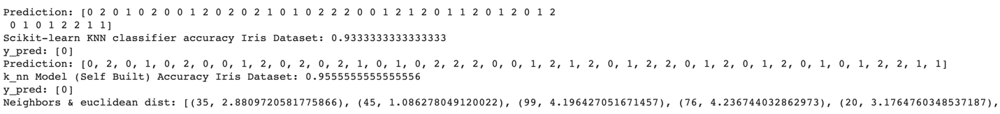 Prediction: [0 2 0 1 0 2 0 0 1 2 0 2 0 2 1 0 1 0 2 2 2 0 0 1 2 1 2 0 1 1 2 0 1 2 0 1 2
 0 1 0 1 2 2 1 1]
Scikit-learn KNN classifier accuracy Iris Dataset: 0.9333333333333333
y_pred: [0]
Prediction: [0, 2, 0, 1, 0, 2, 0, 0, 1, 2, 0, 2, 0, 2, 1, 0, 1, 0, 2, 2, 2, 0, 0, 1, 2, 1, 2, 0, 1, 2, 2, 0, 1, 2, 0, 1, 2, 0, 1, 0, 1, 2, 2, 1, 1]
k_nn Model (Self Built) Accuracy Iris Dataset: 0.9555555555555556
y_pred: [0]
Neighbors & euclidean dist: [(35, 2.8809720581775866), (45, 1.086278049120022), (99, 4.196427051671457), (76, 4.236744032862973), (20, 3.1764760348537187),